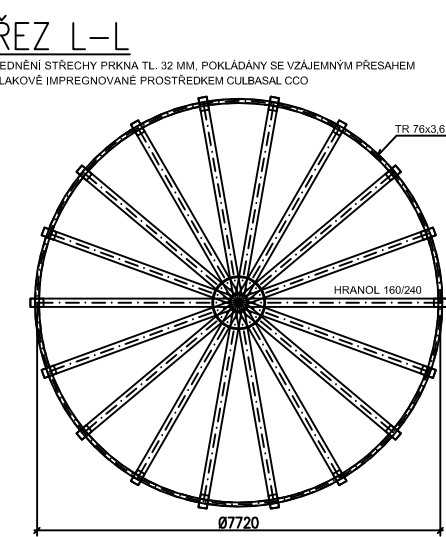 ŘEZ L-L
EDNĚNÍ STŘECHY PRKNA TL. 32 MM, POKLÁDÁNY SE VZÁJEMNÝM PŘESAHEM
LAKOVĚ IMPREGNOVANÉ PROSTŘEDKEM CULBASAL CCO
TR 76x3,6
HRANOL 160/240
Ø7720